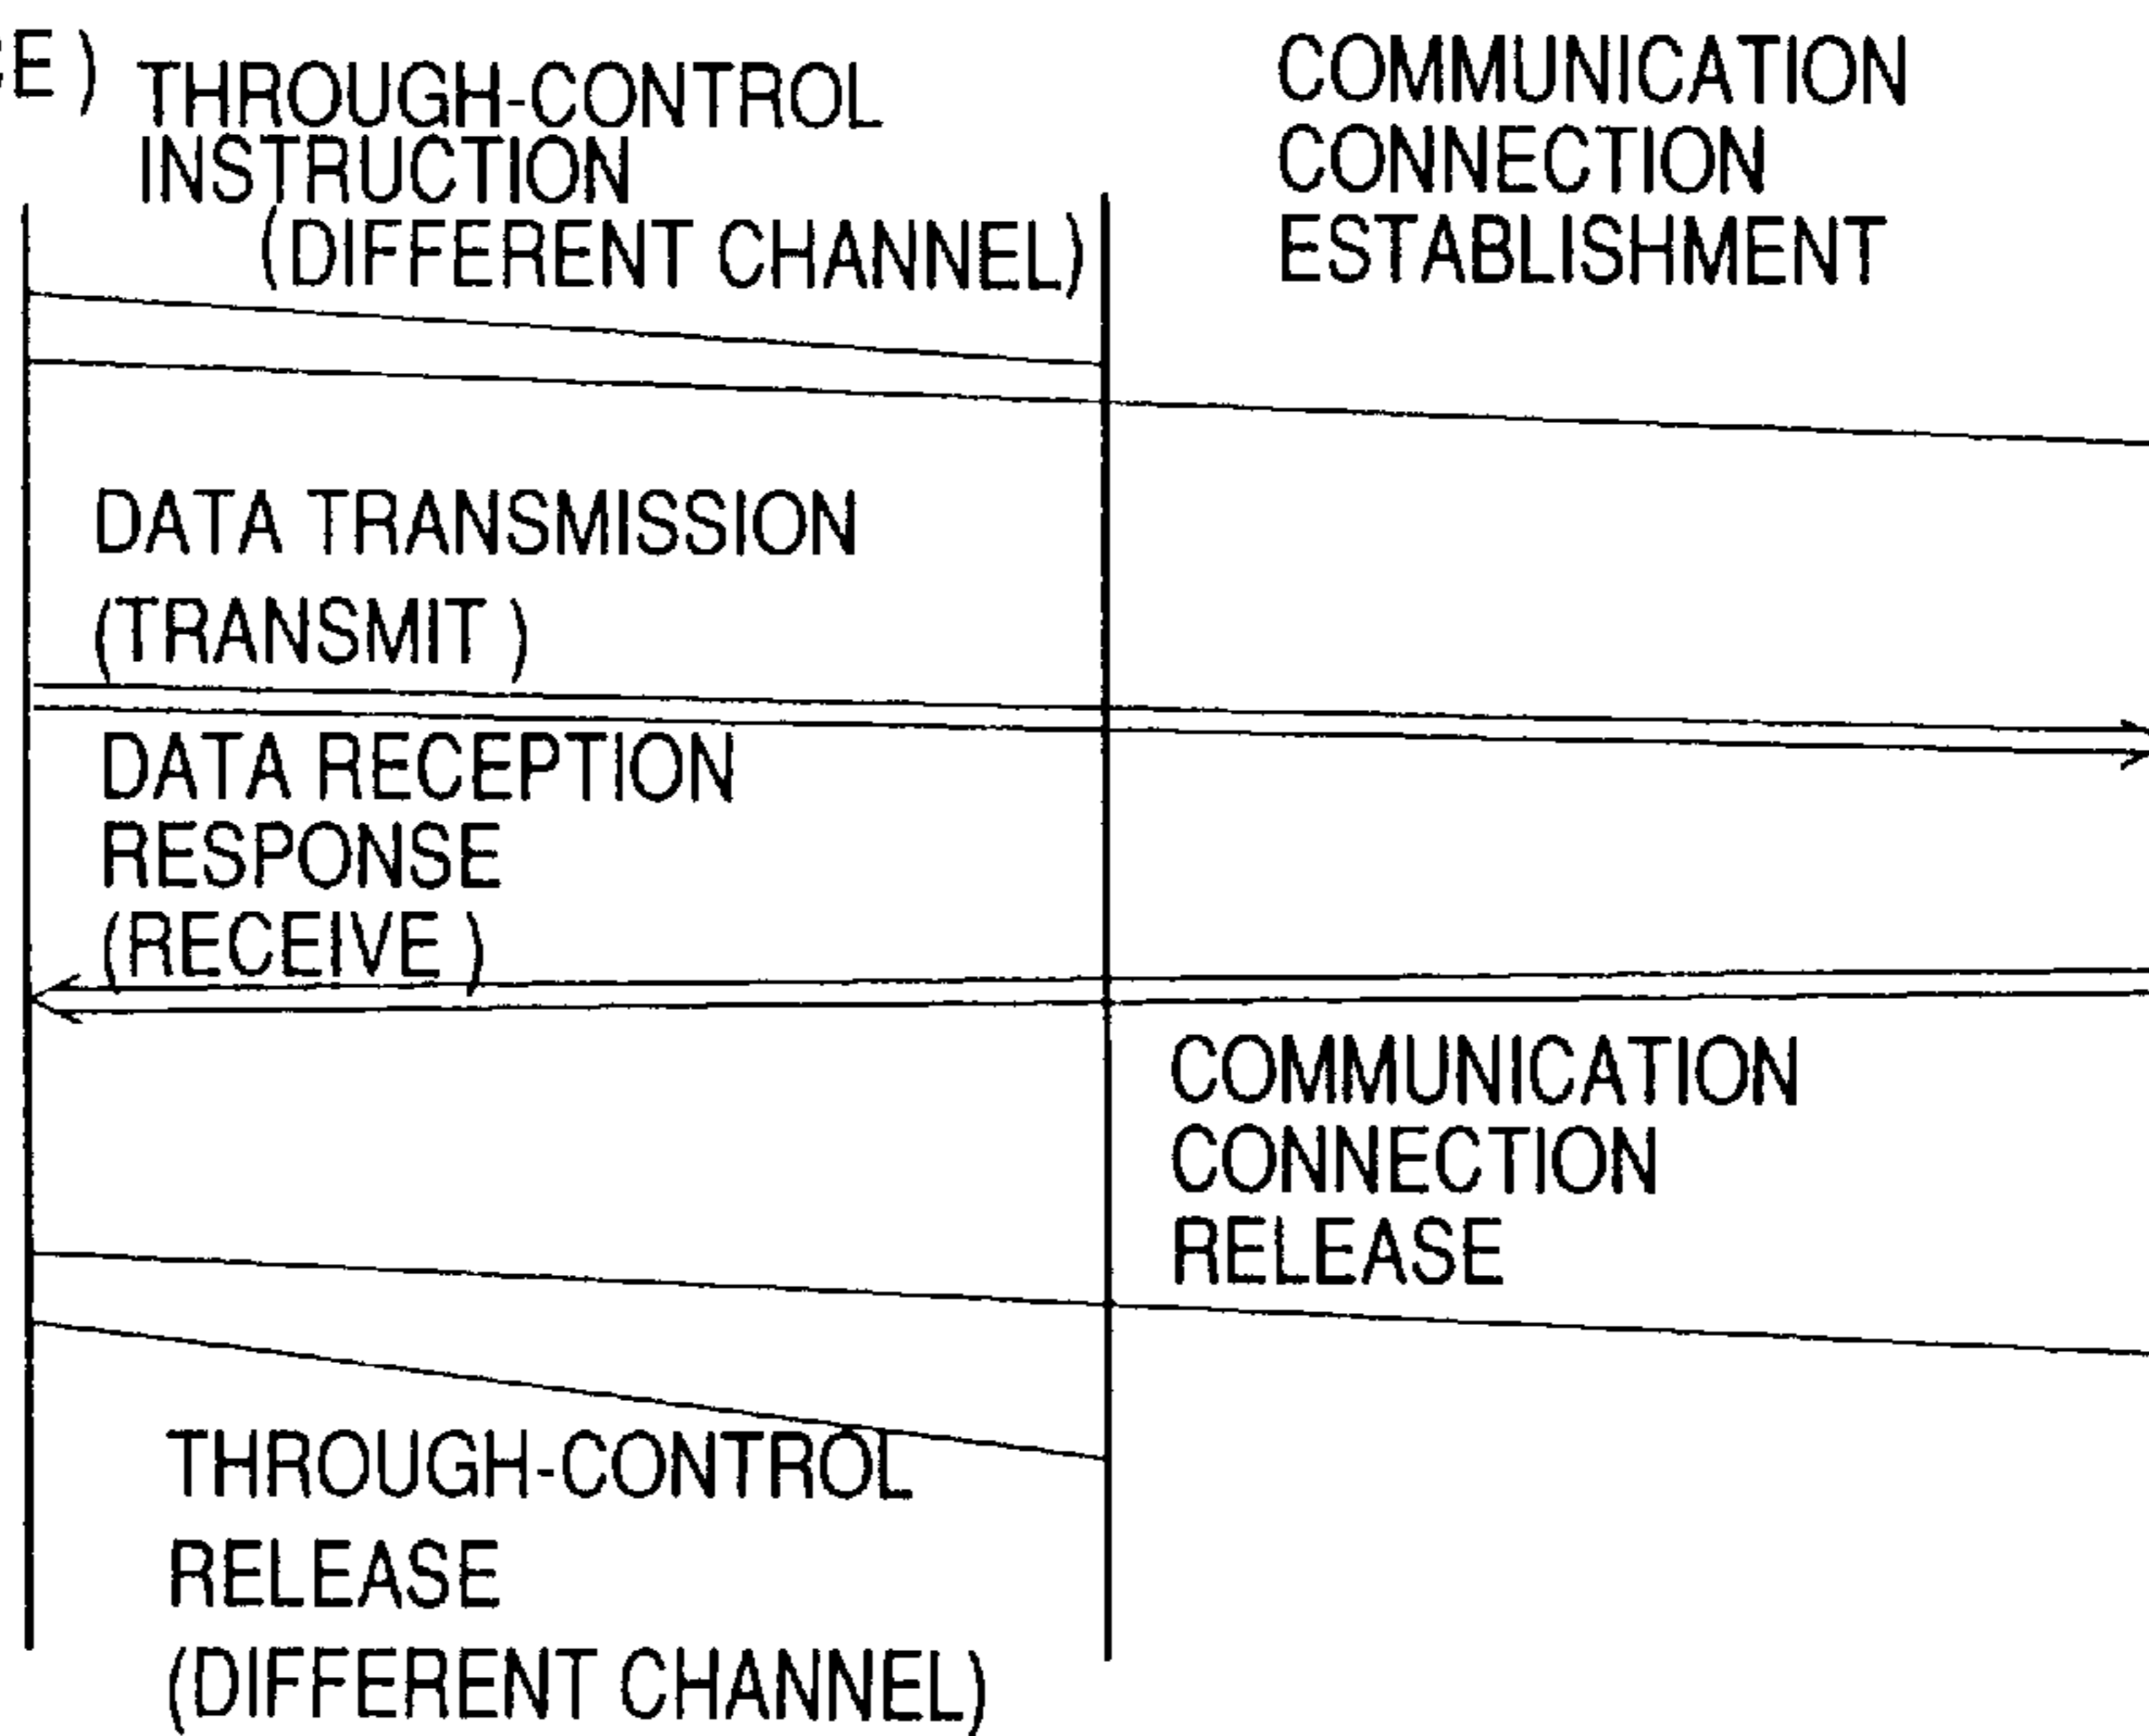 THROUGH-CONTROL
INSTRUCTION
(DIFFERENT CHANNEL)
COMMUNICATION
CONNECTION
ESTABLISHMENT
DATA TRANSMISSION
(TRANSMIT)
DATA RECEPTION
RESPONSE
(RECEIVE)
COMMUNICATION
CONNECTION
RELEASE
THROUGH-CONTROL
RELEASE
(DIFFERENT CHANNEL)